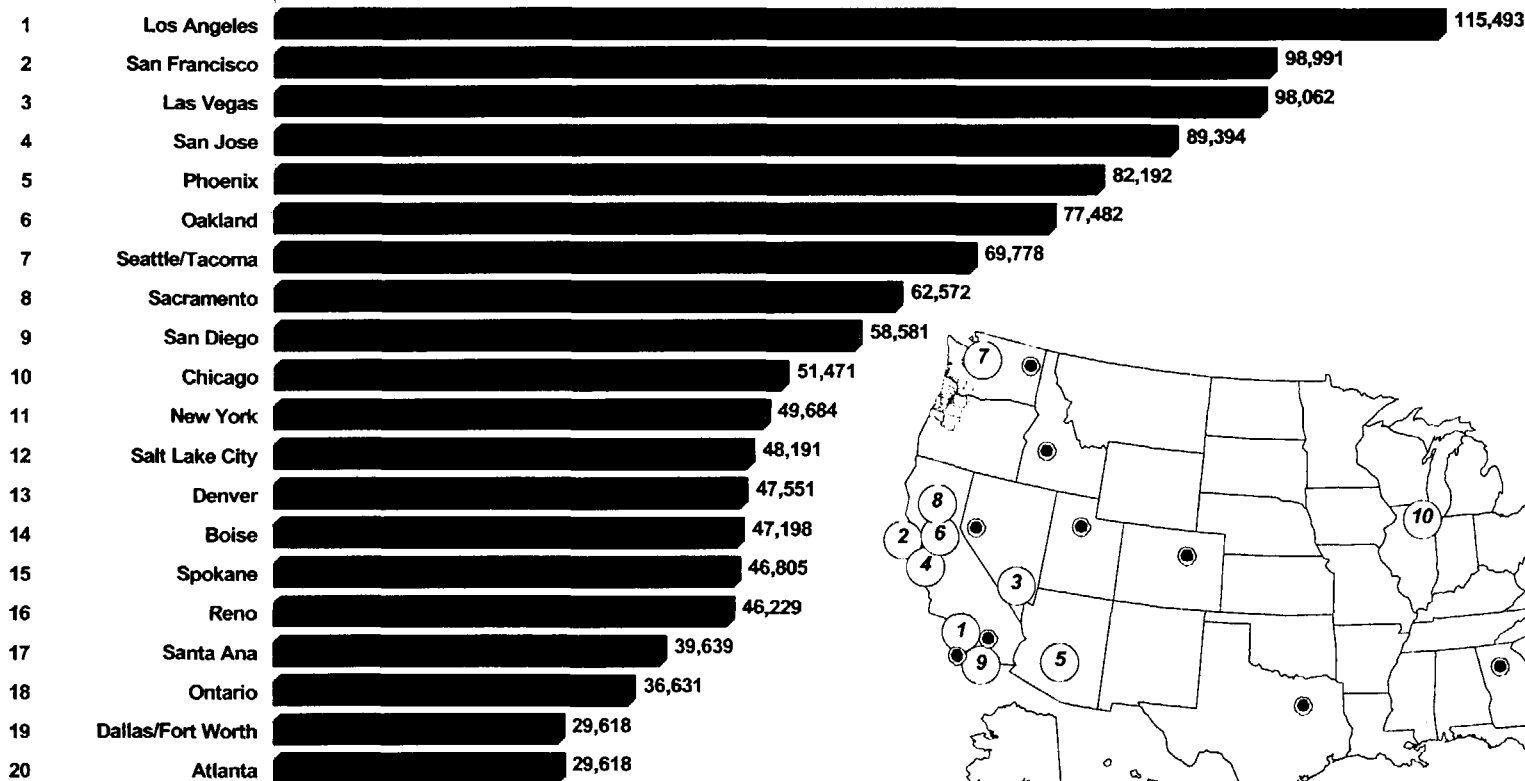 1 Los Angeles 115,493
2 San Francisco 98,991
3 Las Vegas 98,062
4 San Jose 89,394
5 Phoenix 82,192
6 Oakland 77,482
7 Seattle/Tacoma 69,778
8 Sacramento 62,572
9 San Diego 58,581
10 Chicago 51,471
11 New York 49,684
12 Salt Lake City 48,191
13 Denver 47,551
14 Boise 47,198
15 Spokane 46,805
16 Reno 46,229
17 Santa Ana 39,639
18 Ontario 36,631
19 Dallas/Fort Worth 29,618
20 Atlanta 29,618
7
8
10
2 6
4
3
1
9 5